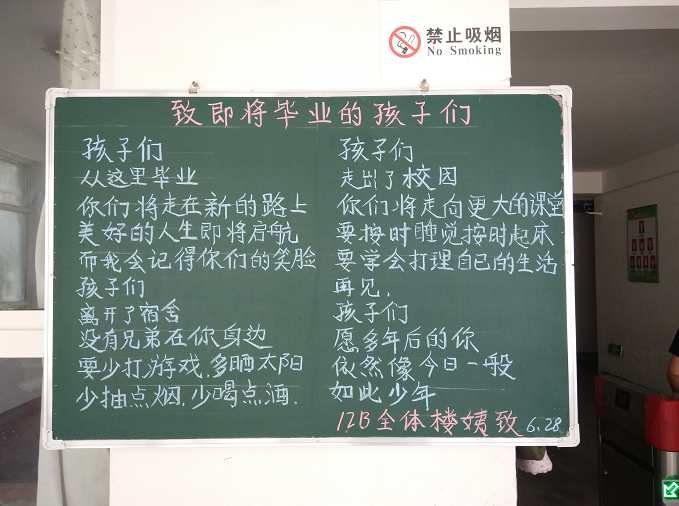 禁止吸烟
No Smoking
致即将毕业的孩子们
孩子们
从这里毕业
你们将走在新的路上
美好的人生即将启航
而我会记得你们的笑脸
孩子们
离开了宿舍
没有兄弟在你身边
要少打游戏.多晒太阳
少抽点烟.少喝点酒.
孩子们
走出了校园
你们将走向更大的课堂
要按时睡觉按时起床
要学会打理自己的生活
再见,
孩子们
愿多年后的你
依然像今日一般
如此少年
12B全体楼姨致 6.28